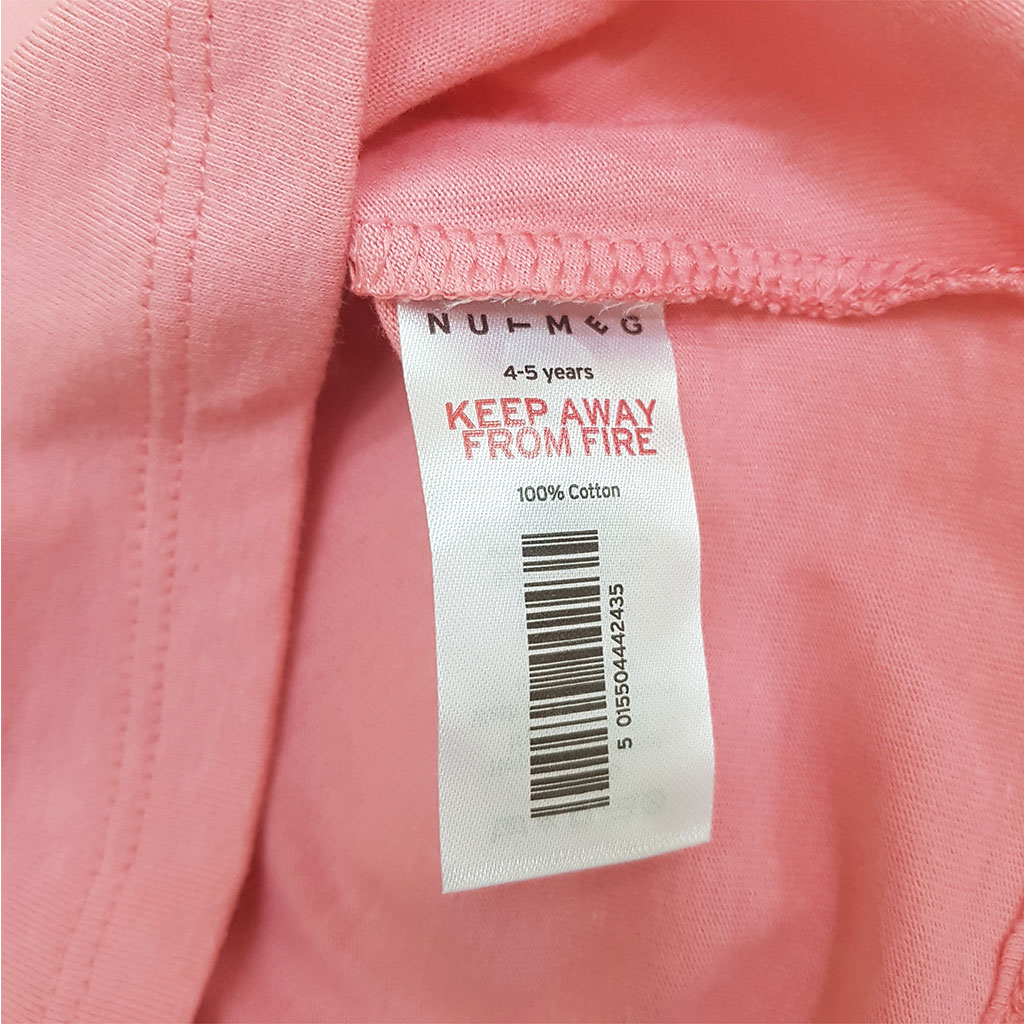 NUTMEG
4-5 years
KEEP AWAY
FROM FIRE
100% Cotton
5 015504442435